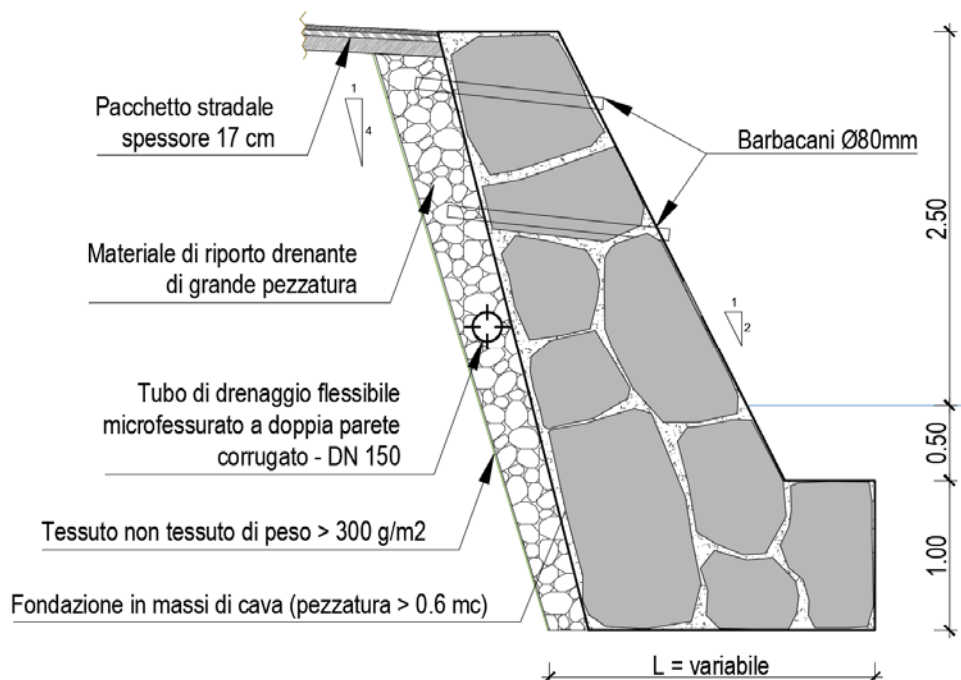 Pacchetto stradale
spessore 17 cm
1
4
Barbacani Ø80mm
2.50
Materiale di riporto drenante
di grande pezzatura
1
2
Tubo di drenaggio flessibile
microfessurato a doppia parete
corrugato - DN 150
0.50
Tessuto non tessuto di peso > 300 g/m2
1.00
Fondazione in massi di cava (pezzatura > 0.6 mc)
L = variabile